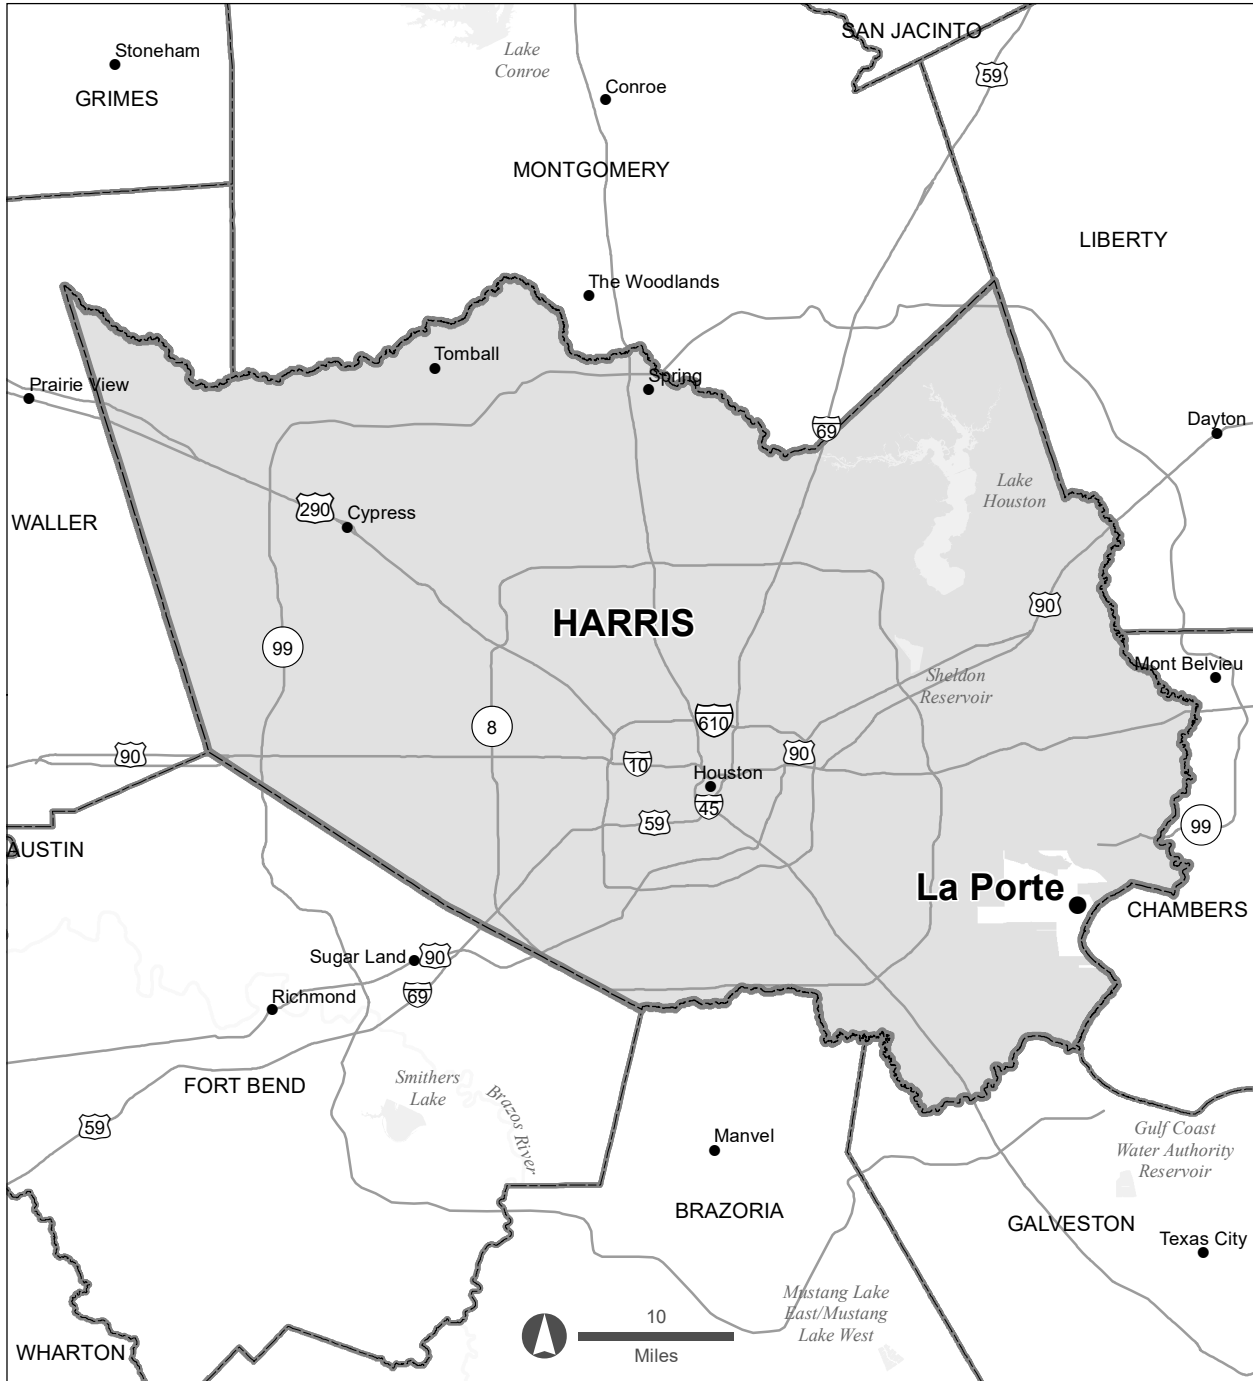 SAN JACINTO
Stoneham
Lake
Conroe
59
GRIMES
Conroe
MONTGOMERY
LIBERTY
The Woodlands
Tomball
Spring
Prairie View
69
Dayton
Lake
Houston
290
Cypress
WALLER
90
HARRIS
99
Mont Belvieu
Sheldon
Reservoir
610
8
90
90
10
Houston
45
59
99
AUSTIN
La Porte
CHAMBERS
Sugar Land
90
69
Richmond
Smithers
Lake
FORT BEND
Brazos River
59
Manvel
Gulf Coast
Water Authority
Reservoir
BRAZORIA
GALVESTON
Texas City
Mustang Lake
East/Mustang
Lake West
10
Miles
WHARTON